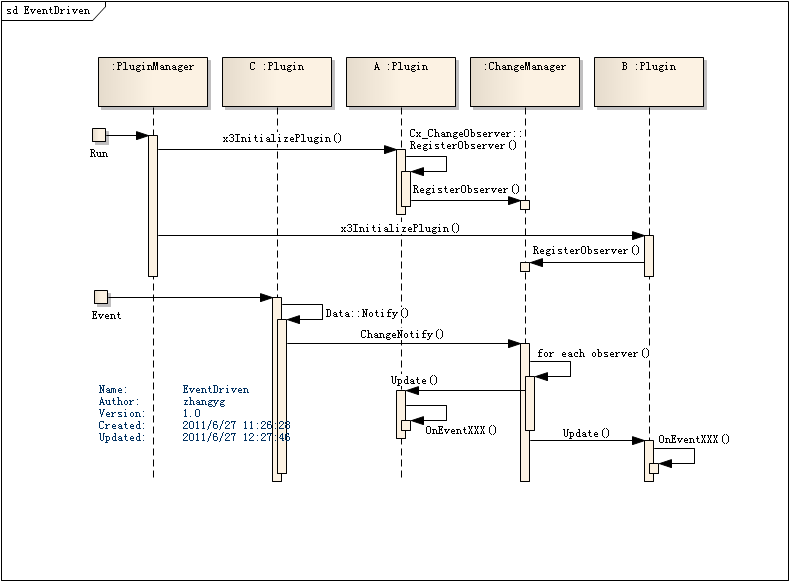 sd EventDriven
:PluginManager
C :Plugin
A :Plugin
:ChangeManager
B :Plugin
Run
x3InitializePlugin()
Cx_ChangeObserver::
RegisterObserver()
RegisterObserver()
x3InitializePlugin()
RegisterObserver()
Event
Data::Notify()
ChangeNotify()
for each observer()
Update()
OnEventXXX()
Update()
OnEventXXX()
Name: EventDriven
Author: zhangyg
Version: 1.0
Created: 2011/6/27 11:26:28
Updated: 2011/6/27 12:27:46